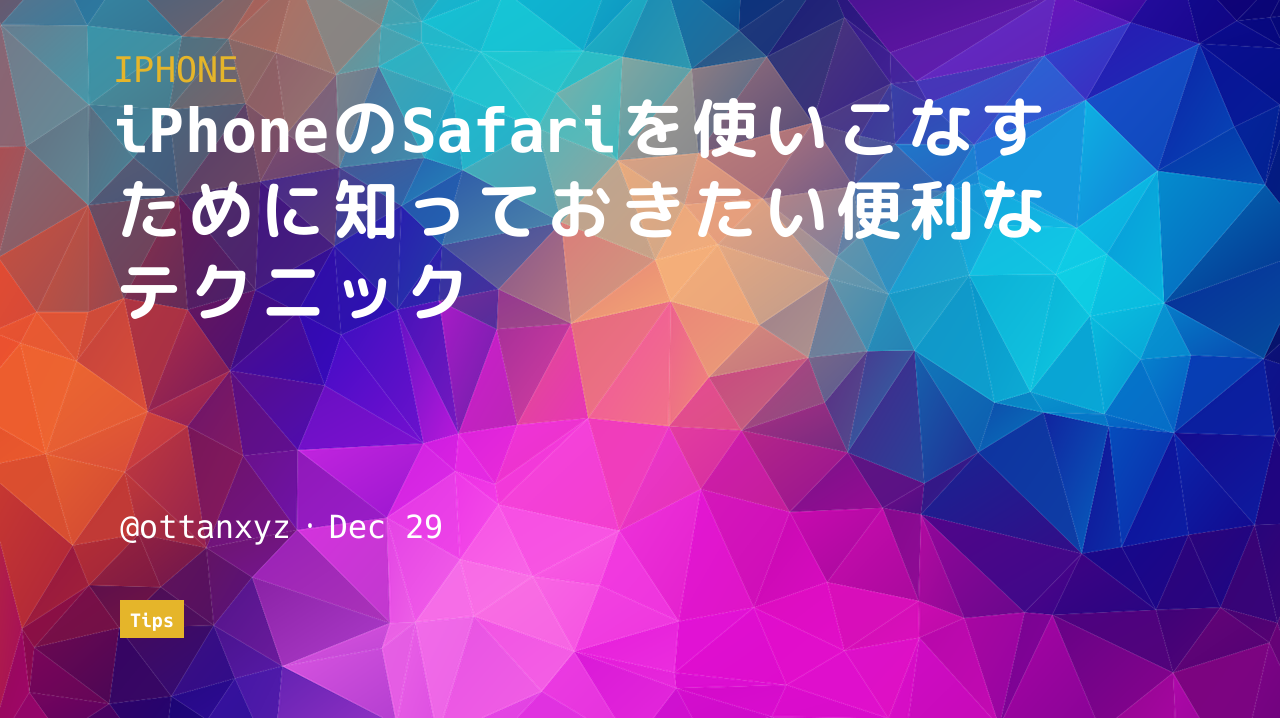 IPHONE
iPhoneのSafariを使いこなす
ために知っておきたい便利な
テクニック
@ottanxyz・Dec 29
Tips